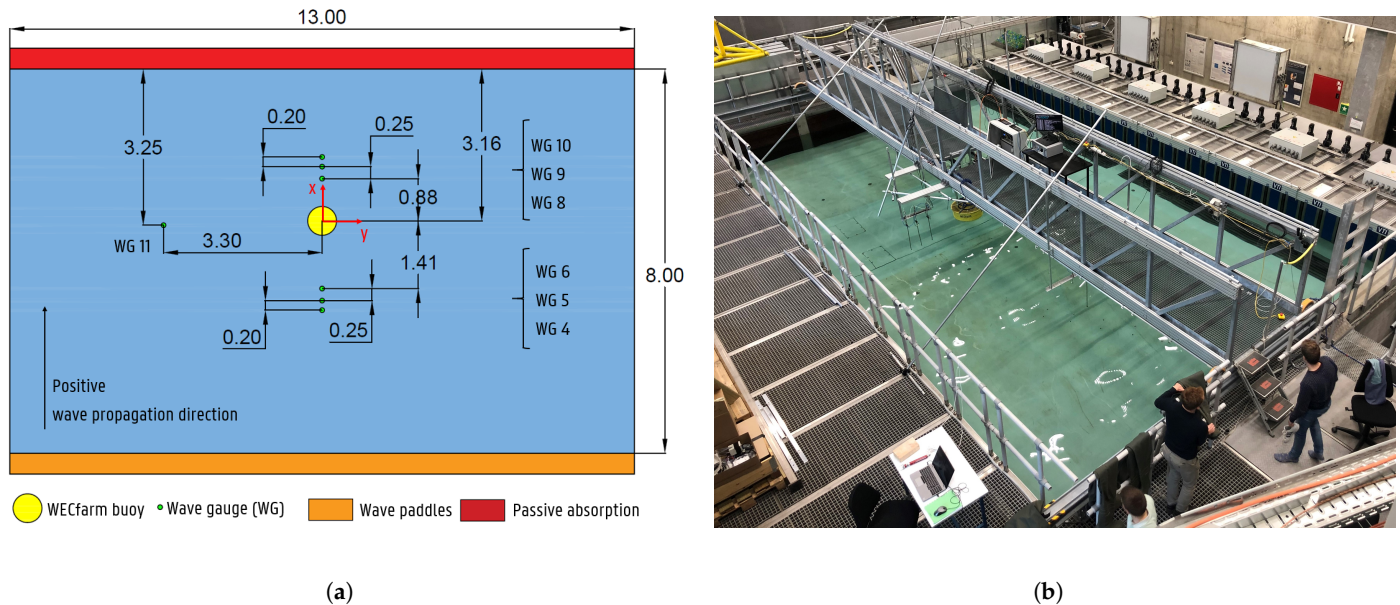 13.00
0.20
0.25
3.25
3.16
WG 10
WG 9
WG 8
x
0.88
y
WG 11
3.30
1.41
WG 6
WG 5
WG 4
8.00
0.20
0.25
Positive
wave propagation direction
WECfarm buoy
Wave gauge (WG)
Wave paddles
Passive absorption
(a)
(b)